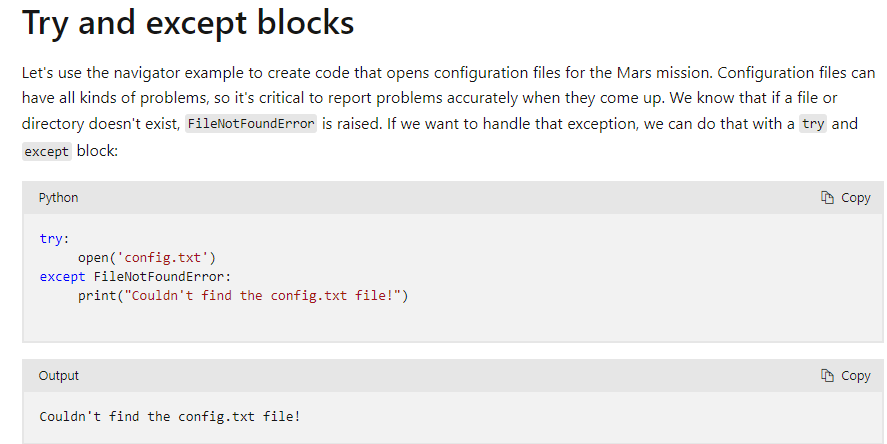 Try and except blocks
Let's use the navigator example to create code that opens configuration files for the Mars mission. Configuration files can
have all kinds of problems, so it's critical to report problems accurately when they come up. We know that if a file or
directory doesn't exist, FileNotFoundError is raised. If we want to handle that exception, we can do that with a try and
except block:
Python Copy
try:
     open('config.txt')
except FileNotFoundError:
     print("Couldn't find the config.txt file!")
Output Copy
Couldn't find the config.txt file!